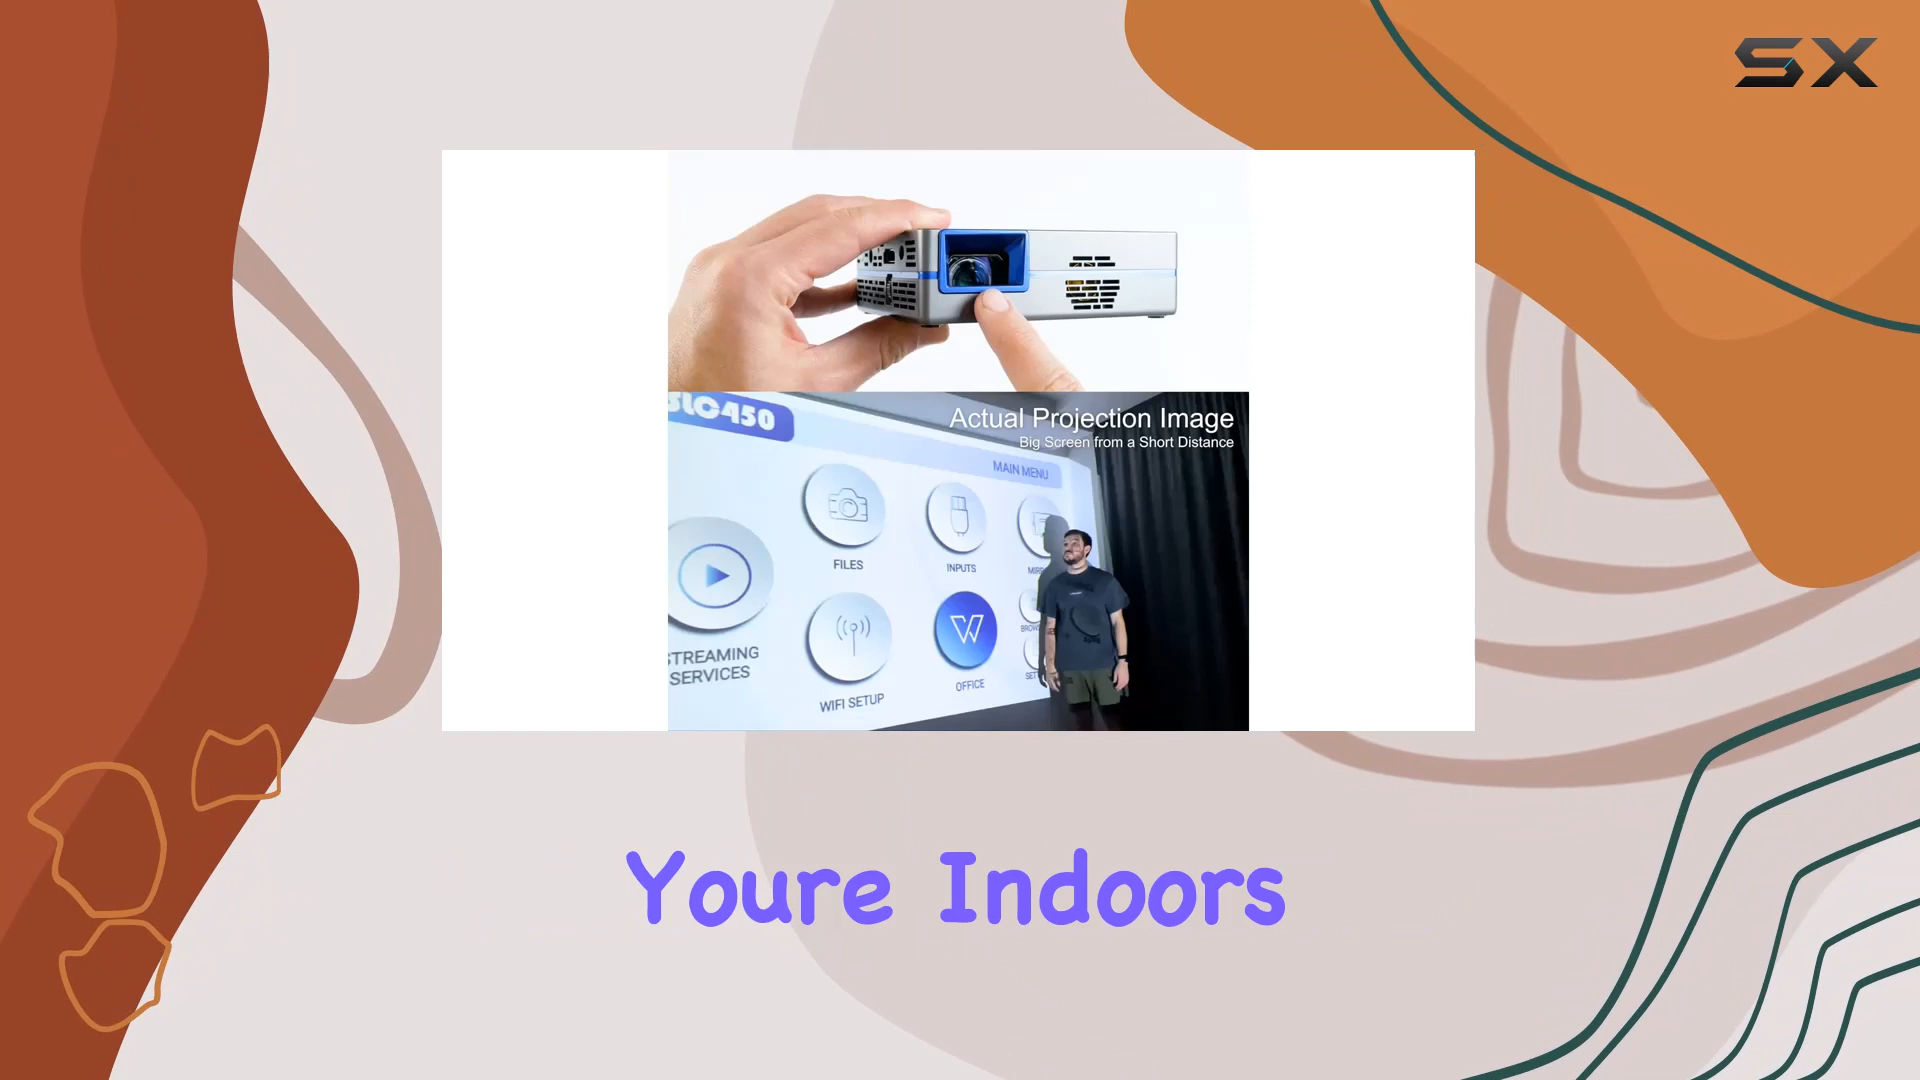 SX
SLC450
Actual Projection Image
Big Screen from a Short Distance
MAIN MENU
FILES
INPUTS
STREAMING
SERVICES
WIFI SETUP
OFFICE
Youre Indoors